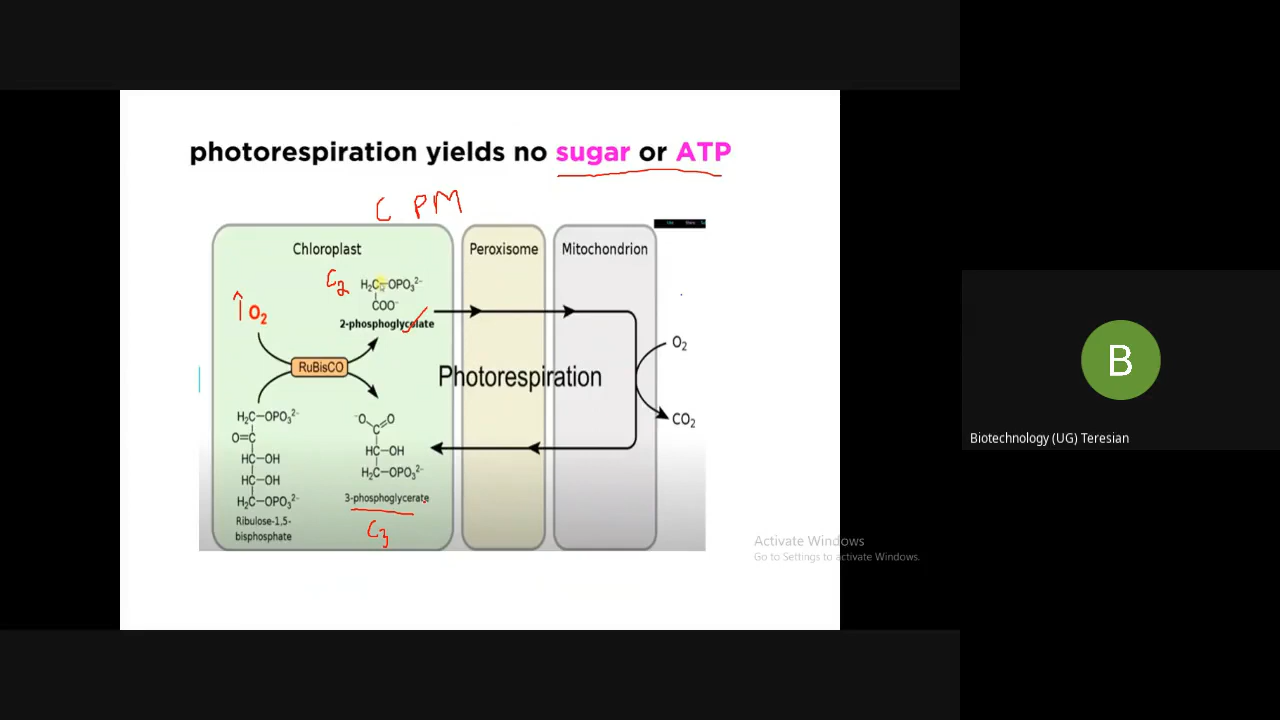 photorespiration yields no sugar or ATP
C PM
Chloroplast
Peroxisome
Mitochondrion
C2
H2C—OPO3 2-
COO-
2-phosphoglycolate
↑O2
RuBisCO
Photorespiration
O2
CO2
H2C—OPO3 2-
O=C
HC—OH
HC—OH
H2C—OPO3 2-
Ribulose-1,5-
bisphosphate
-O C O
HC—OH
H2C—OPO3 2-
3-phosphoglycerate
C3
Activate Windows
Go to Settings to activate Windows.
B
Biotechnology (UG) Teresian